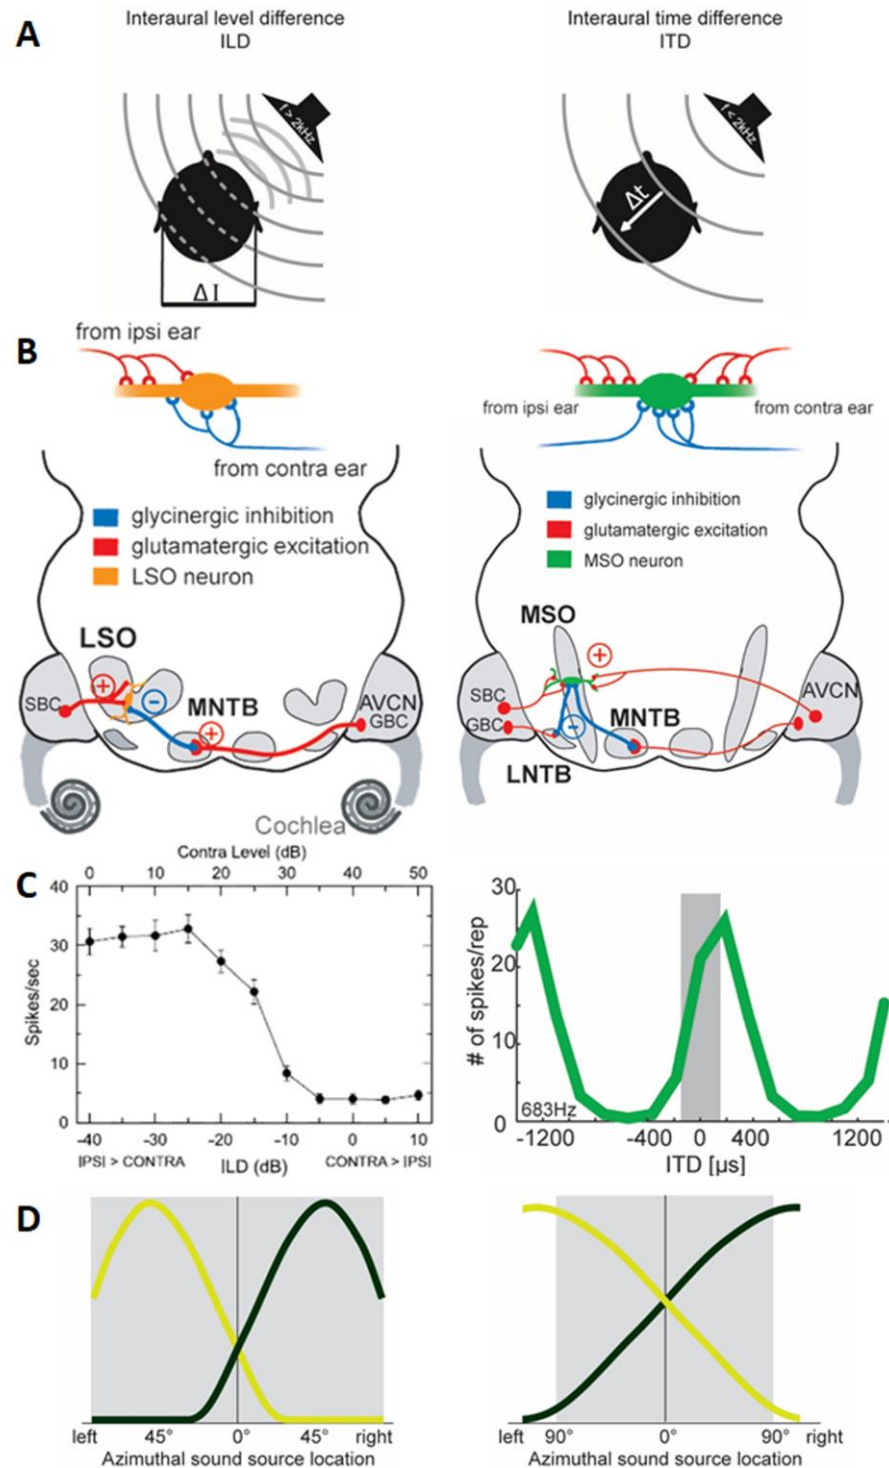 A
Interaural level difference
ILD
Interaural time difference
ITD
f > 2kHz
f < 2kHz
Δt
Δ I
B
from ipsi ear
from contra ear
from ipsi ear
from contra ear
glycinergic inhibition
glutamatergic excitation
LSO neuron
glycinergic inhibition
glutamatergic excitation
MSO neuron
LSO
+
−
SBC
MNTB
+
AVCN
GBC
Cochlea
MSO
+
SBC
GBC
−
MNTB
AVCN
LNTB
C
Contra Level (dB)
0 10 20 30 40 50
40
30
20
10
0
Spikes/sec
-40 -30 -20 -10 0 10
IPSI > CONTRA ILD (dB) CONTRA > IPSI
30
20
10
0
# of spikes/rep
683Hz
-1200 -400 0 400 1200
ITD [µs]
D
left 45° 0° 45° right
Azimuthal sound source location
left 90° 0° 90° right
Azimuthal sound source location